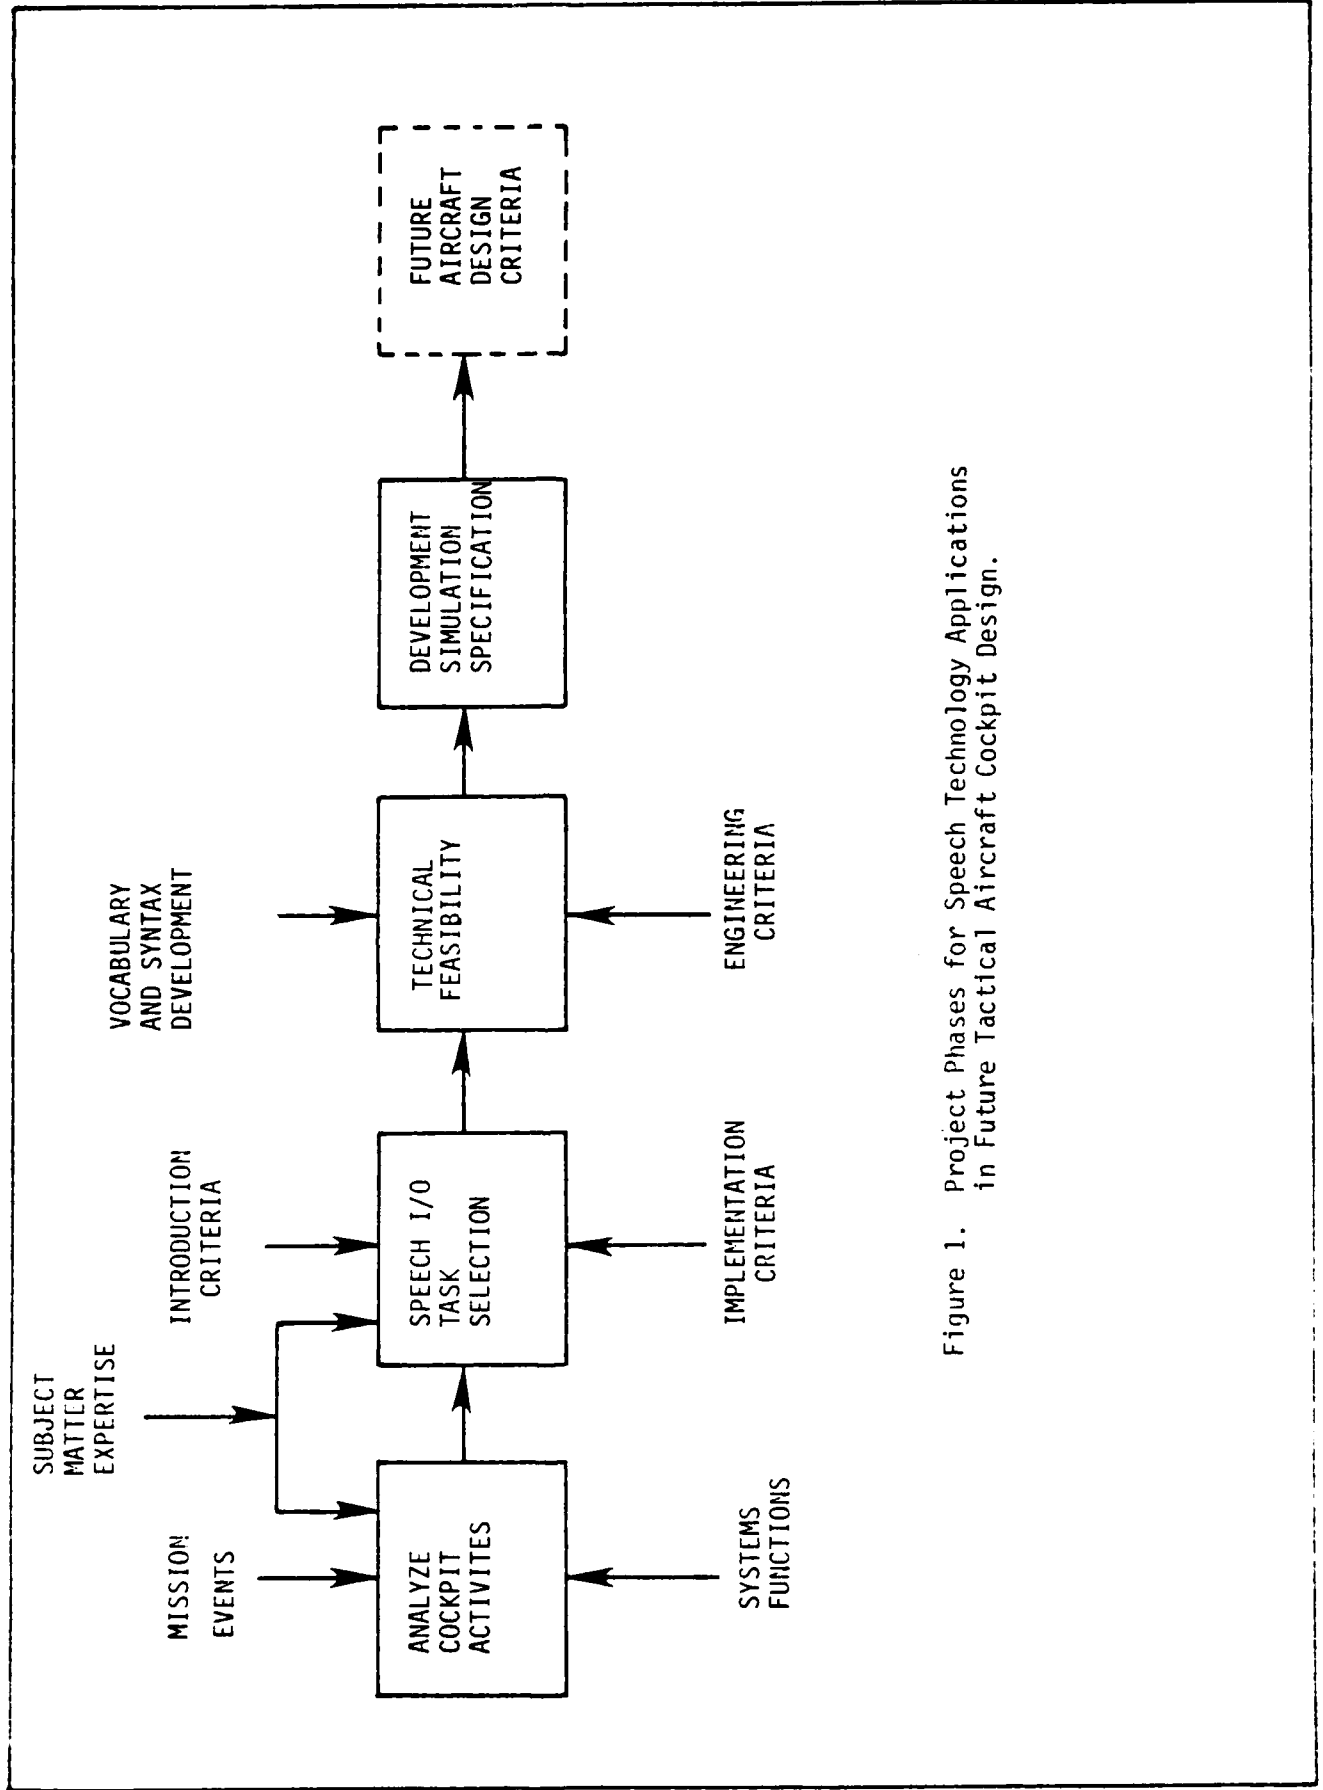 SUBJECT
MATTER
EXPERTISE
MISSION
EVENTS
INTRODUCTION
CRITERIA
VOCABULARY
AND SYNTAX
DEVELOPMENT
ANALYZE
COCKPIT
ACTIVITES
SPEECH I/O
TASK
SELECTION
TECHNICAL
FEASIBILITY
DEVELOPMENT
SIMULATION
SPECIFICATION
FUTURE
AIRCRAFT
DESIGN
CRITERIA
SYSTEMS
FUNCTIONS
IMPLEMENTATION
CRITERIA
ENGINEERING
CRITERIA
Figure 1. Project Phases for Speech Technology Applications
in Future Tactical Aircraft Cockpit Design.